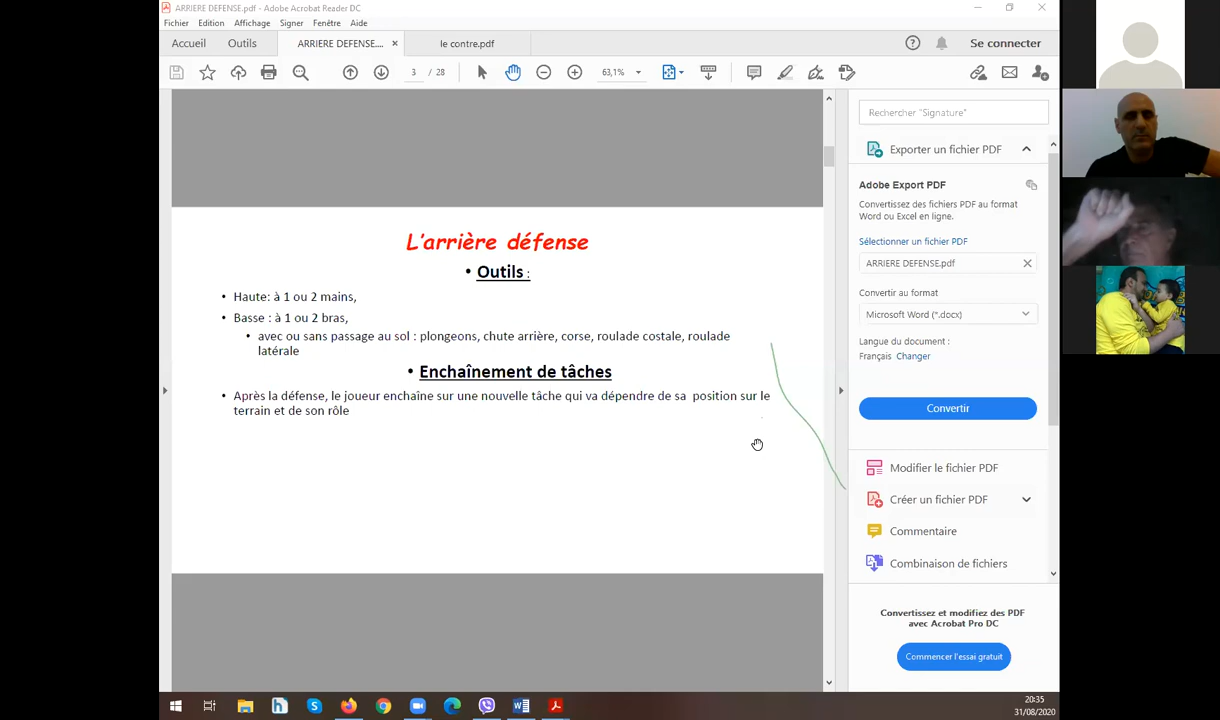 ARRIERE DEFENSE.pdf - Adobe Acrobat Reader DC
Fichier Edition Affichage Signer Fenêtre Aide
Accueil Outils ARRIERE DEFENSE.... × le contre.pdf Se connecter
3 / 28 63,1%
Rechercher "Signature"
Exporter un fichier PDF
Adobe Export PDF
Convertissez des fichiers PDF au format
Word ou Excel en ligne.
Sélectionner un fichier PDF
ARRIERE DEFENSE.pdf
Convertir au format
Microsoft Word (*.docx)
Langue du document :
Français Changer
Convertir
Modifier le fichier PDF
Créer un fichier PDF
Commentaire
Combinaison de fichiers
Convertissez et modifiez des PDF
avec Acrobat Pro DC
Commencer l'essai gratuit
L'arrière défense
• Outils :
• Haute: à 1 ou 2 mains,
• Basse : à 1 ou 2 bras,
• avec ou sans passage au sol : plongeons, chute arrière, corse, roulade costale, roulade
latérale
• Enchaînement de tâches
• Après la défense, le joueur enchaîne sur une nouvelle tâche qui va dépendre de sa position sur le
terrain et de son rôle
20:35
31/08/2020